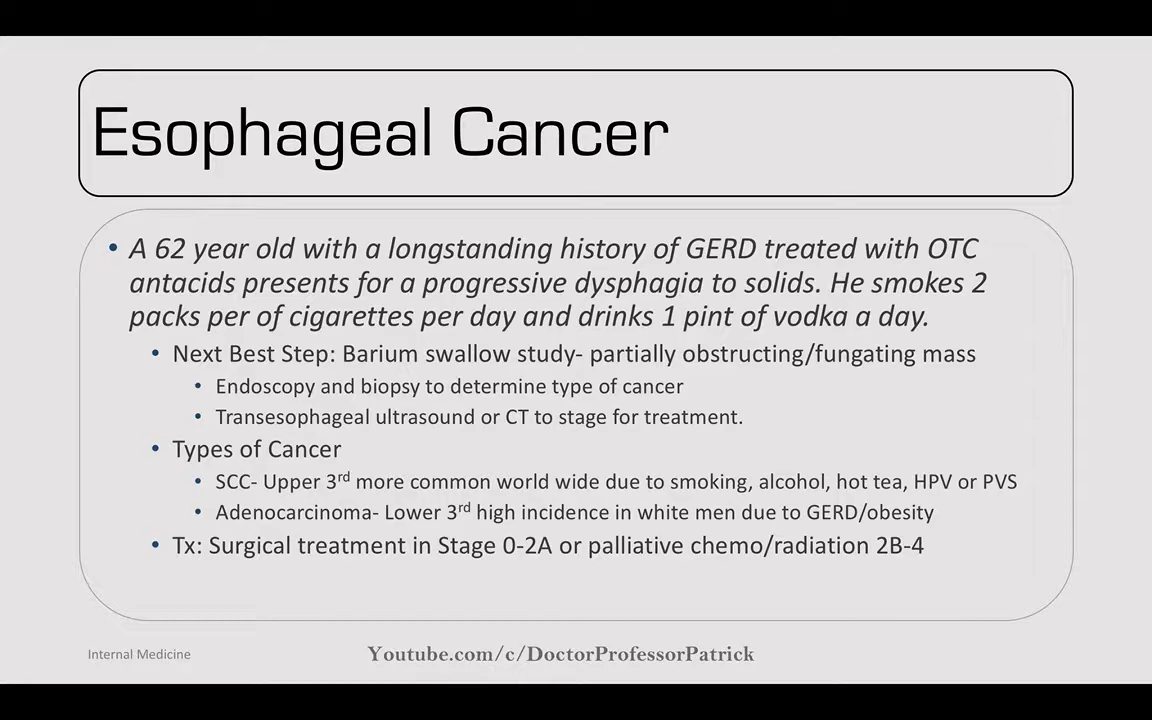 Esophageal Cancer
• A 62 year old with a longstanding history of GERD treated with OTC
antacids presents for a progressive dysphagia to solids. He smokes 2
packs per of cigarettes per day and drinks 1 pint of vodka a day.
• Next Best Step: Barium swallow study- partially obstructing/fungating mass
• Endoscopy and biopsy to determine type of cancer
• Transesophageal ultrasound or CT to stage for treatment.
• Types of Cancer
• SCC- Upper 3rd more common world wide due to smoking, alcohol, hot tea, HPV or PVS
• Adenocarcinoma- Lower 3rd high incidence in white men due to GERD/obesity
• Tx: Surgical treatment in Stage 0-2A or palliative chemo/radiation 2B-4
Internal Medicine
Youtube.com/c/DoctorProfessorPatrick